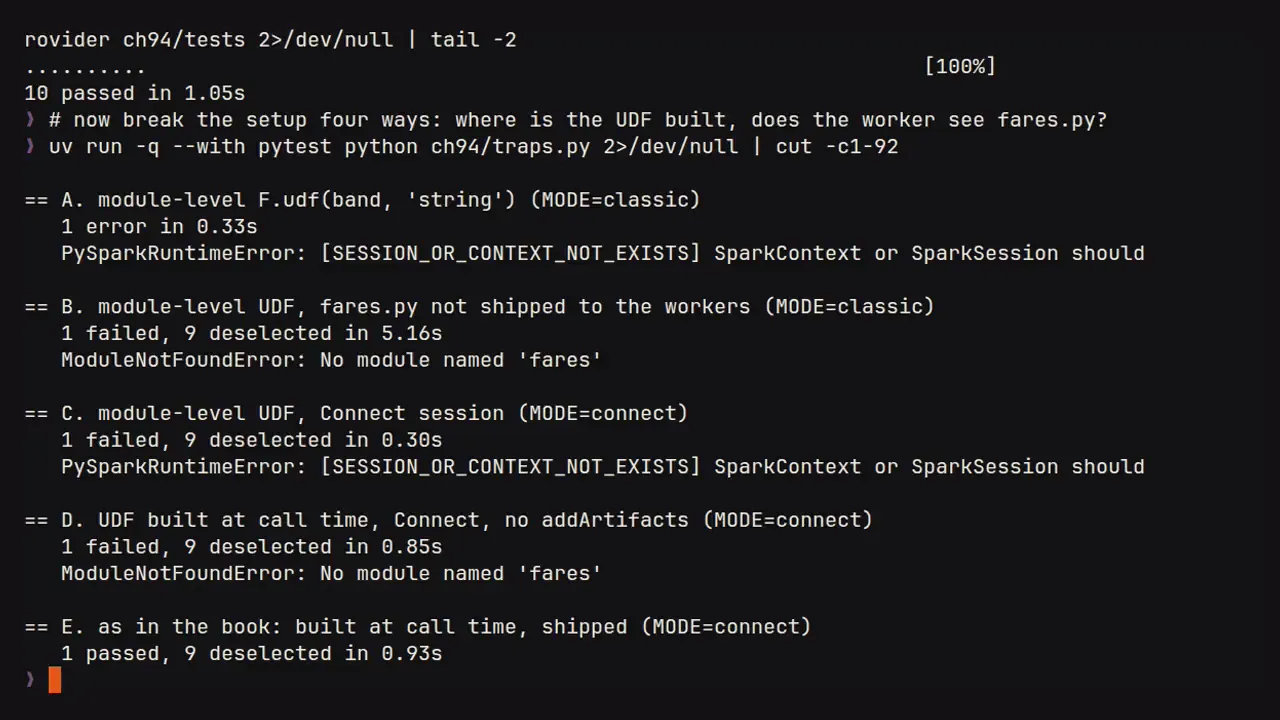 rovider ch94/tests 2>/dev/null | tail -2
.......... [100%]
10 passed in 1.05s
❯ # now break the setup four ways: where is the UDF built, does the worker see fares.py?
❯ uv run -q --with pytest python ch94/traps.py 2>/dev/null | cut -c1-92
== A. module-level F.udf(band, 'string') (MODE=classic)
1 error in 0.33s
PySparkRuntimeError: [SESSION_OR_CONTEXT_NOT_EXISTS] SparkContext or SparkSession should
== B. module-level UDF, fares.py not shipped to the workers (MODE=classic)
1 failed, 9 deselected in 5.16s
ModuleNotFoundError: No module named 'fares'
== C. module-level UDF, Connect session (MODE=connect)
1 failed, 9 deselected in 0.30s
PySparkRuntimeError: [SESSION_OR_CONTEXT_NOT_EXISTS] SparkContext or SparkSession should
== D. UDF built at call time, Connect, no addArtifacts (MODE=connect)
1 failed, 9 deselected in 0.85s
ModuleNotFoundError: No module named 'fares'
== E. as in the book: built at call time, shipped (MODE=connect)
1 passed, 9 deselected in 0.93s
❯